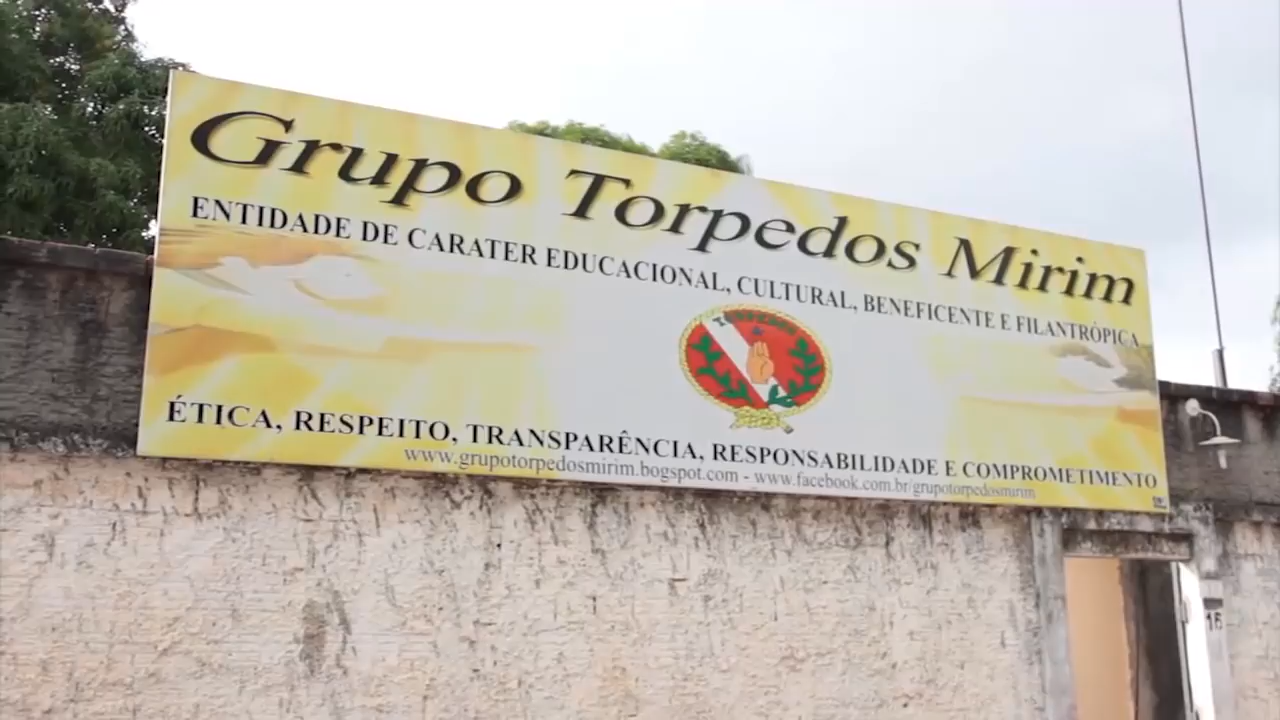 Grupo Torpedos Mirim
ENTIDADE DE CARATER EDUCACIONAL, CULTURAL, BENEFICENTE E FILANTRÓPICA
ÉTICA, RESPEITO, TRANSPARÊNCIA, RESPONSABILIDADE E COMPROMETIMENTO
www.grupotorpedosmirim.bogspot.com - www.facebook.com.br/grupotorpedosmirim